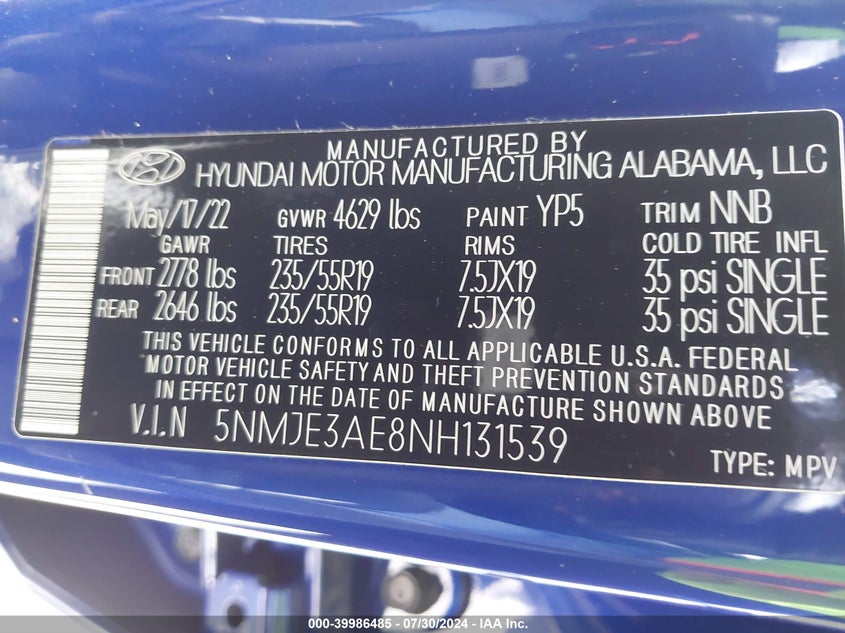 MANUFACTURED BY
HYUNDAI MOTOR MANUFACTURING ALABAMA, LLC
May/17/22 GVWR 4629 lbs PAINT YP5 TRIM NNB
GAWR TIRES RIMS COLD TIRE INFL
FRONT 2778 lbs 235/55R19 7.5JX19 35 psi SINGLE
REAR 2646 lbs 235/55R19 7.5JX19 35 psi SINGLE
THIS VEHICLE CONFORMS TO ALL APPLICABLE U.S.A. FEDERAL
MOTOR VEHICLE SAFETY AND THEFT PREVENTION STANDARDS
IN EFFECT ON THE DATE OF MANUFACTURE SHOWN ABOVE
V.I.N 5NMJE3AE8NH131539
TYPE: MPV
000-39986485 - 07/30/2024 - IAA Inc.